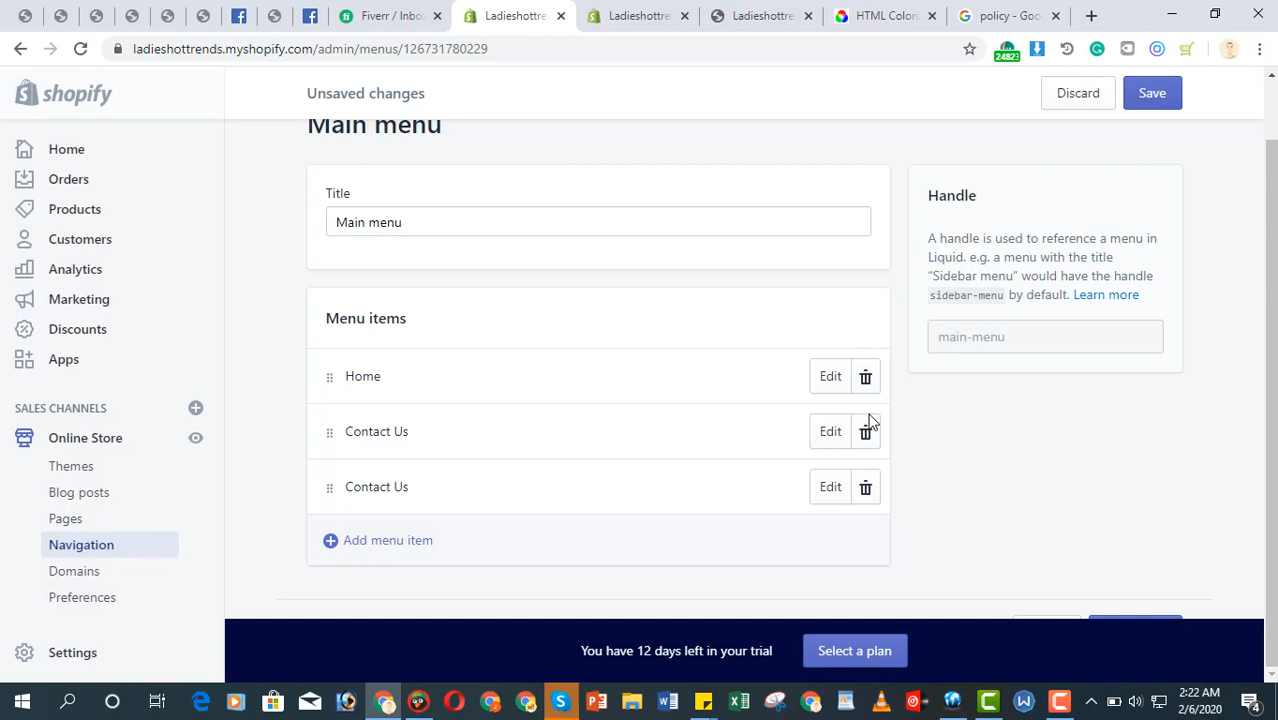 Fiverr / Inbox
Ladieshottre
Ladieshottre
Ladieshottre
HTML Colors
policy - Goo
ladieshottrends.myshopify.com/admin/menus/126731780229
24823
shopify
Unsaved changes
Discard
Save
Home
Orders
Products
Customers
Analytics
Marketing
Discounts
Apps
SALES CHANNELS
Online Store
Themes
Blog posts
Pages
Navigation
Domains
Preferences
Settings
Main menu
Title
Main menu
Menu items
Home
Edit
Contact Us
Edit
Contact Us
Edit
Add menu item
Handle
A handle is used to reference a menu in
Liquid. e.g. a menu with the title
“Sidebar menu” would have the handle
sidebar-menu by default. Learn more
main-menu
You have 12 days left in your trial
Select a plan
2:22 AM
2/6/2020
4